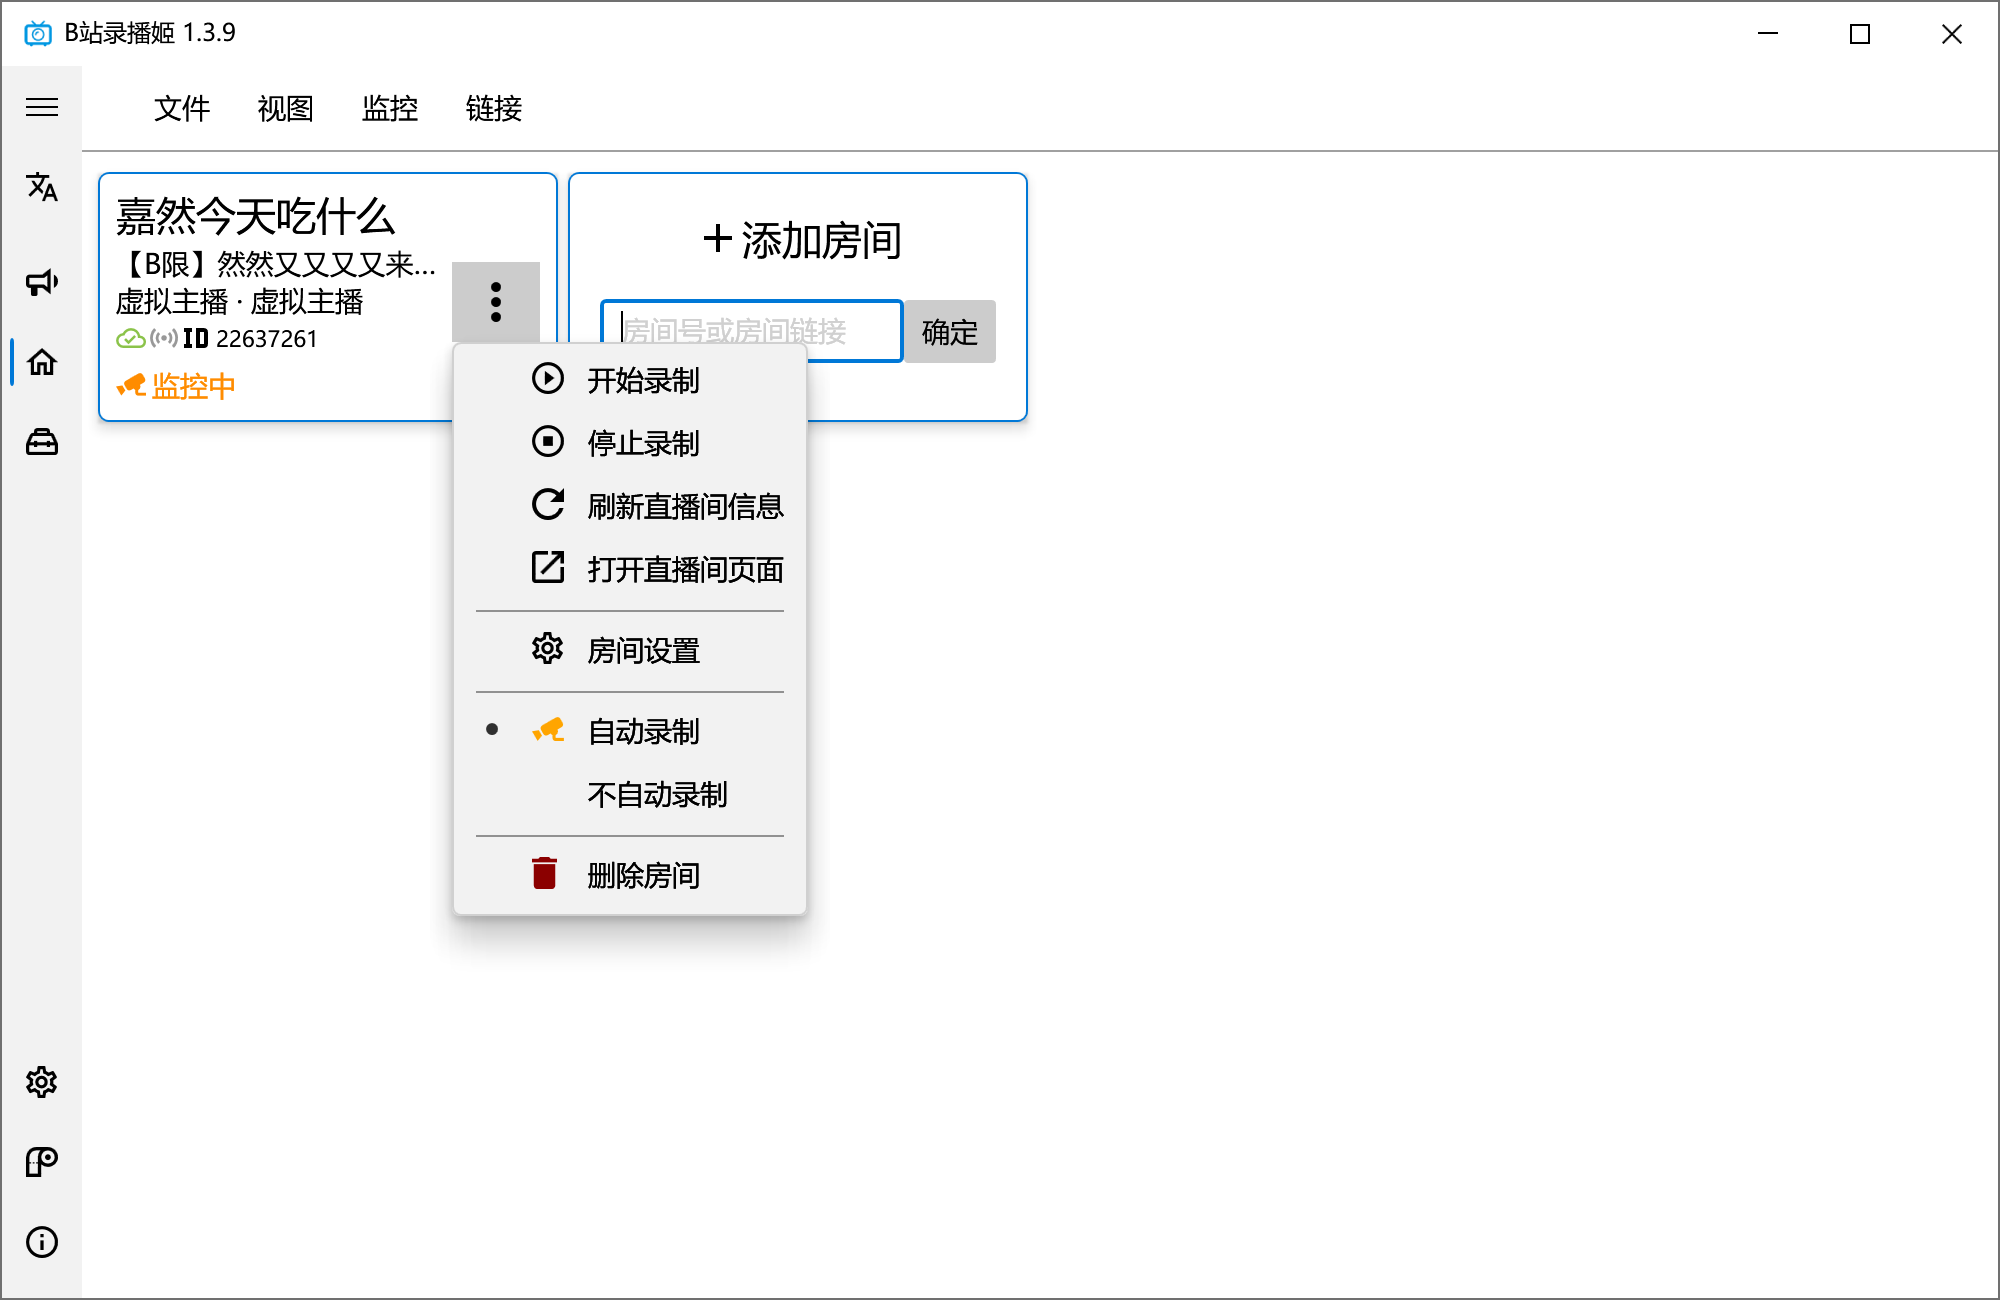 B站录播姬 1.3.9
文件 视图 监控 链接
嘉然今天吃什么
【B限】然然又又又又来...
虚拟主播 · 虚拟主播
ID 22637261
监控中
添加房间
房间号或房间链接
确定
开始录制
停止录制
刷新直播间信息
打开直播间页面
房间设置
自动录制
不自动录制
删除房间